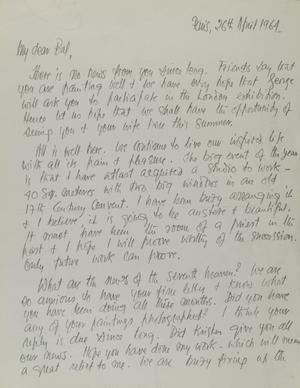 Paris, 26th April 1964
My dear Bal,
There is no news from you since long. Friends say that
you are painting well & we have every hope that George
will ask you to participate in the London exhibition.
Hence let us hope that we shall have the opportunity of
seeing you & your wife here this summer.
All is well here. We continue to live our inspired life
with all its pain & pleasure. The big event of the year
is that I have at last acquired a studio to work -
40 Sq. metres with two big windows in an old
17th Century Convent. I have been busy arranging it
& I believe, it is going to be austere & beautiful.
It must have been the room of a priest in the
past & I hope I will prove worthy of the succession.
Only future work can prove.
What are the news of the seventh heaven? We are
so anxious to have your line & know what
you have been doing all these months. Did you have
any of your paintings photographed? I think your
reply is due since long. Did Krishen give you all
our news. Hope you have done any work - which will mean
a great relief to me. We are busy fixing up the